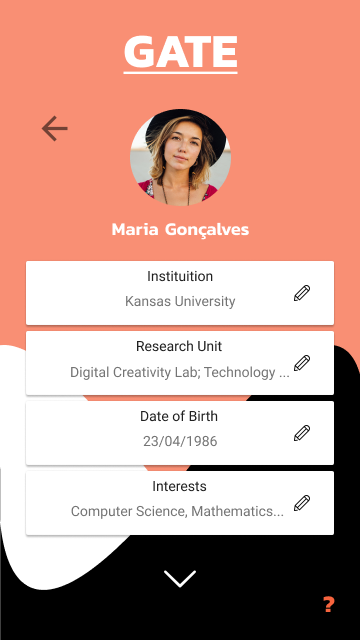 GATE
Maria Gonçalves
Instituition
Kansas University
Research Unit
Digital Creativity Lab; Technology ...
Date of Birth
23/04/1986
Interests
Computer Science, Mathematics...
?